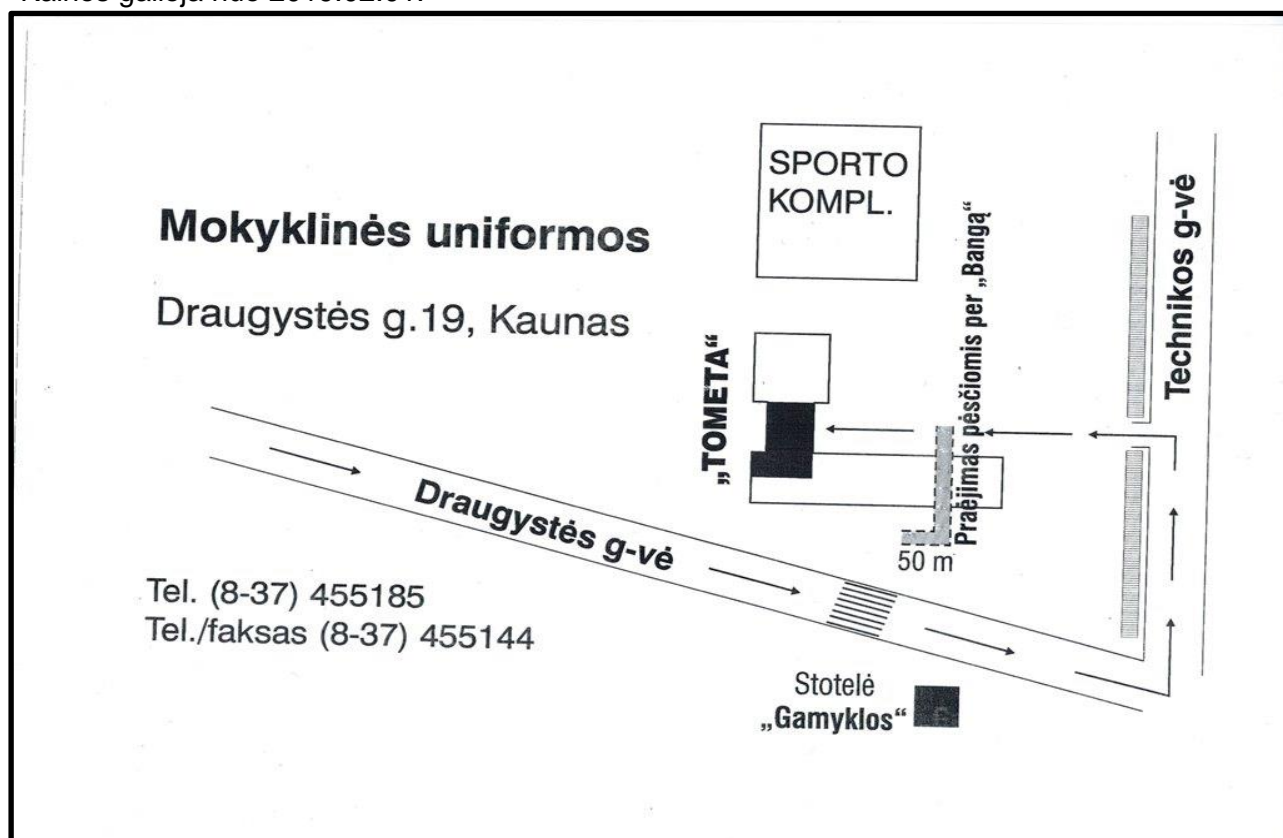 Mokyklinės uniformos
Draugystės g.19, Kaunas
SPORTO
KOMPL.
„TOMETA“
Praėjimas pėsčiomis per „Bangą“
Technikos g-vė
Draugystės g-vė
50 m
Tel. (8-37) 455185
Tel./faksas (8-37) 455144
Stotelė
„Gamyklos“